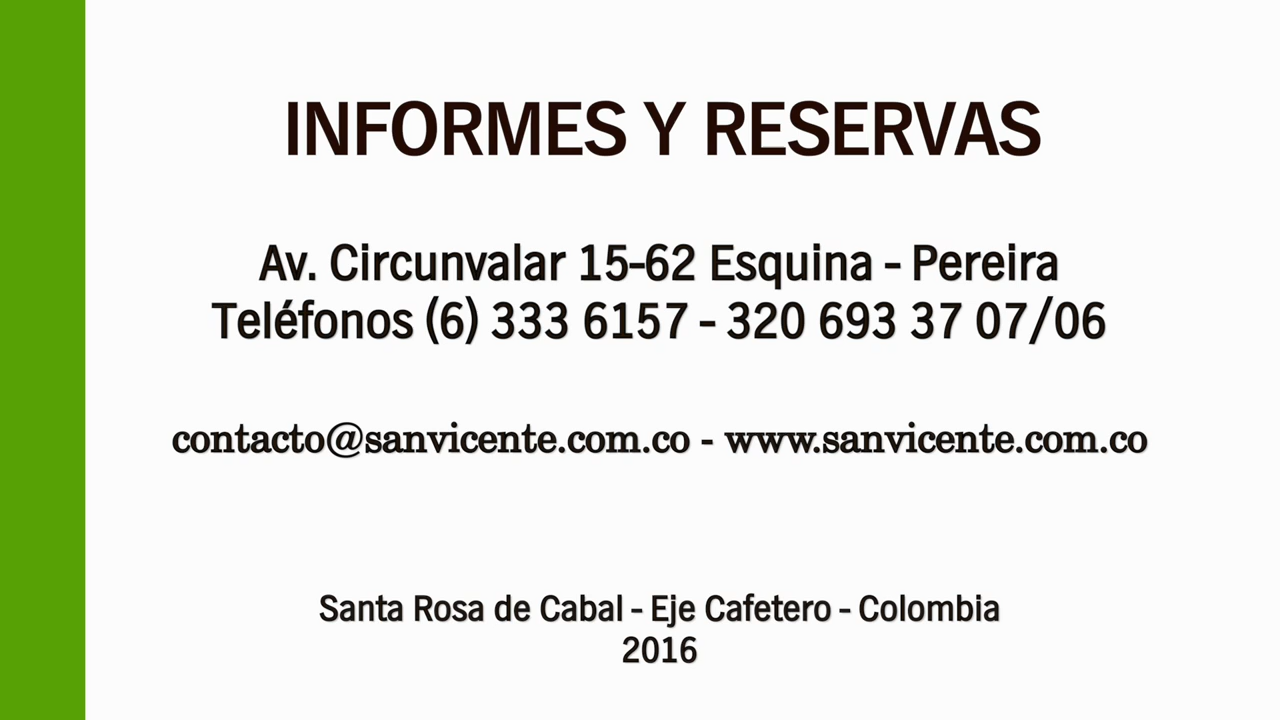 INFORMES Y RESERVAS
Av. Circunvalar 15-62 Esquina - Pereira
Teléfonos (6) 333 6157 - 320 693 37 07/06
contacto@sanvicente.com.co - www.sanvicente.com.co
Santa Rosa de Cabal - Eje Cafetero - Colombia
2016